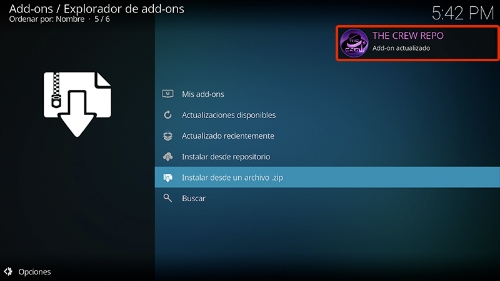 Add-ons / Explorador de add-ons
Ordenar por: Nombre · 5 / 6
5:42 PM
THE CREW REPO
Add-on actualizado
Mis add-ons
Actualizaciones disponibles
Actualizado recientemente
Instalar desde repositorio
Instalar desde un archivo .zip
Buscar
Opciones